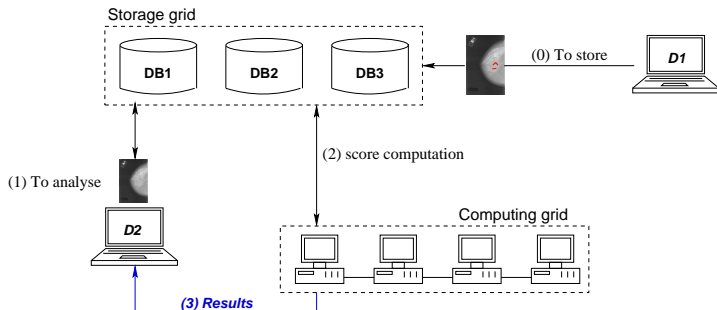 Storage grid
DB1
DB2
DB3
(0) To store
D1
(1) To analyse
(2) score computation
D2
Computing grid
(3) Results